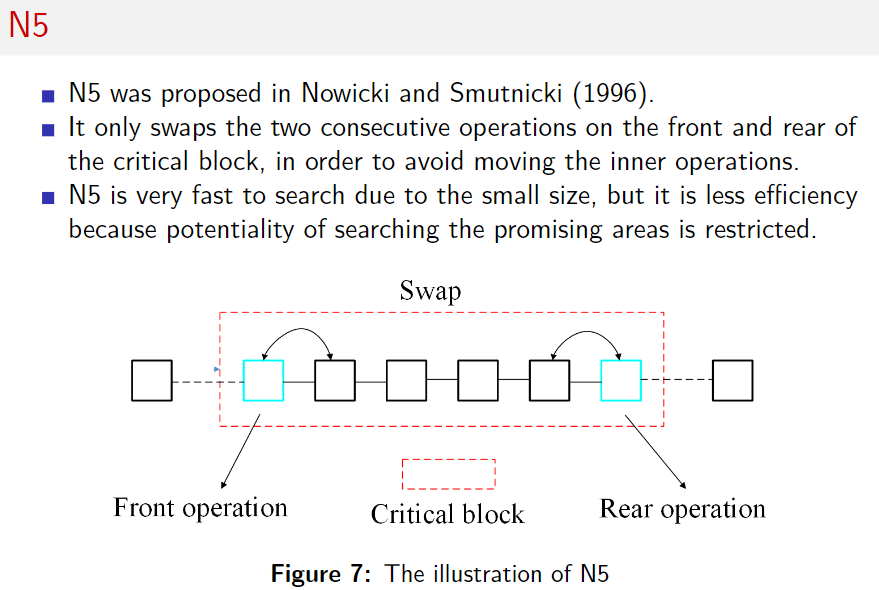 N5
N5 was proposed in Nowicki and Smutnicki (1996).
It only swaps the two consecutive operations on the front and rear of
the critical block, in order to avoid moving the inner operations.
N5 is very fast to search due to the small size, but it is less efficiency
because potentiality of searching the promising areas is restricted.
Swap
Front operation
Critical block
Rear operation
Figure 7: The illustration of N5